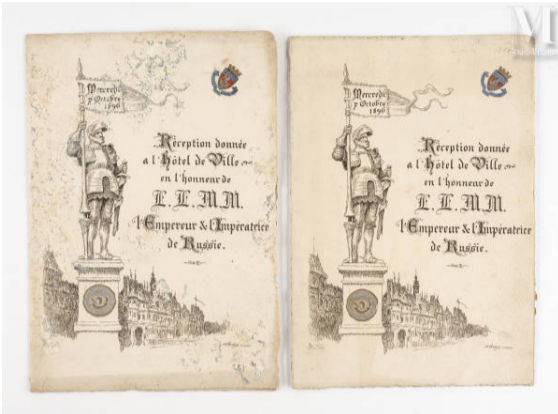 Mercredi
7 Octobre
1896
Réception donnée
a l'Hôtel de Ville
en l'honneur de
L.L.M.M.
l'Empereur & l'Impératrice
de Russie.
Mercredi
7 Octobre
1896
Réception donnée
a l'Hôtel de Ville
en l'honneur de
L.L.M.M.
l'Empereur & l'Impératrice
de Russie.
M